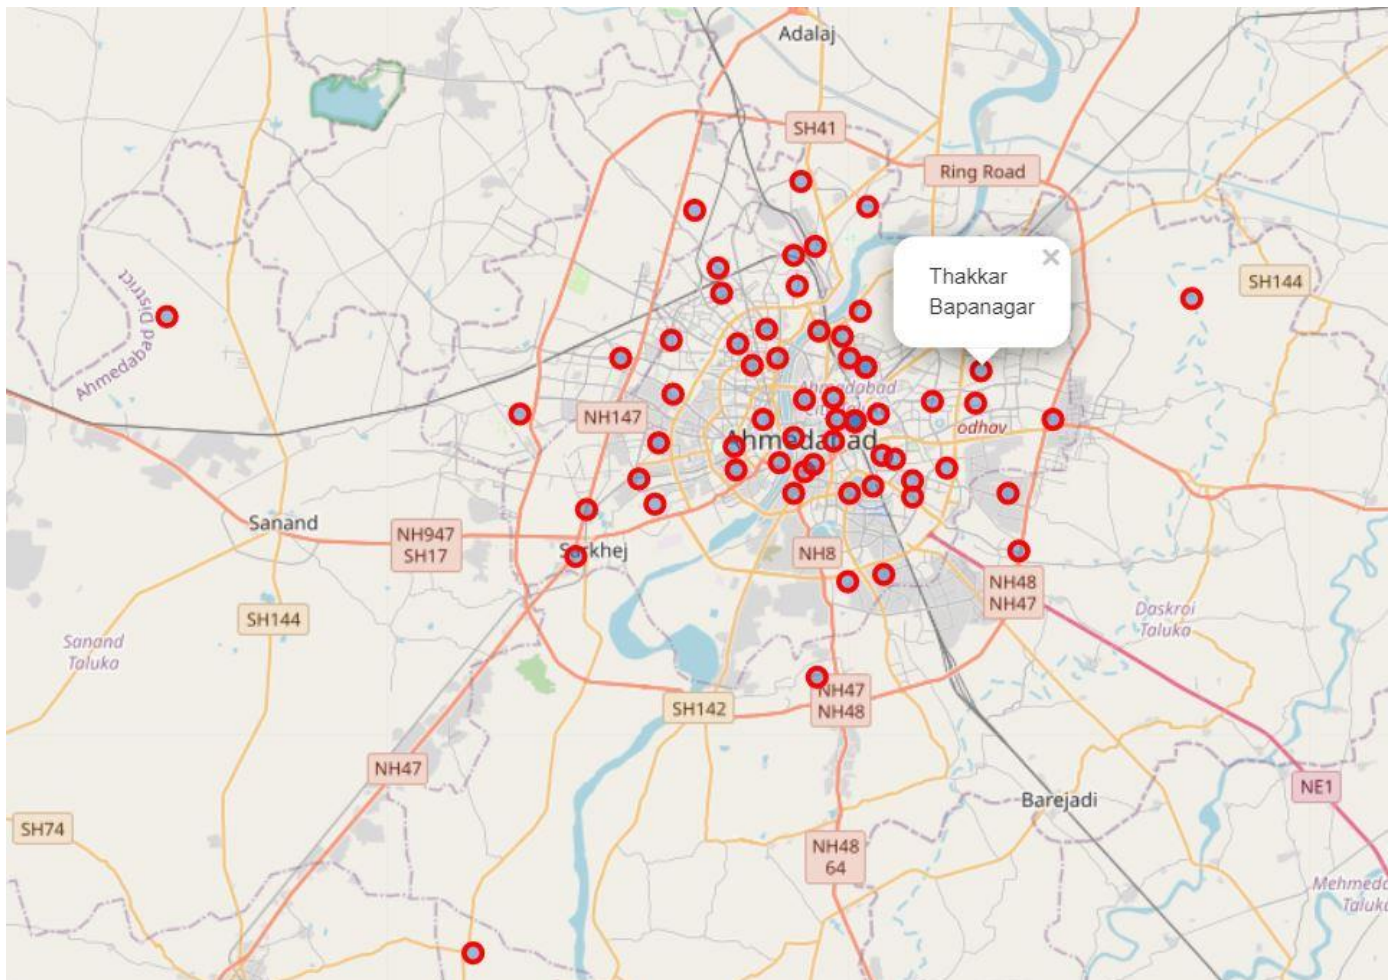 Adalaj
SH41
Ring Road
Thakkar
Bapanagar
×
SH144
Ahmedabad District
NH147
Ahmadabad
odhav
Ahmedabad
Sanand
NH947
SH17
Sarkhej
NH8
NH48
NH47
SH144
Daskroi
Taluka
Sanand
Taluka
NH47
NH48
SH142
NH47
NE1
Barejadi
SH74
NH48
64
Taluka